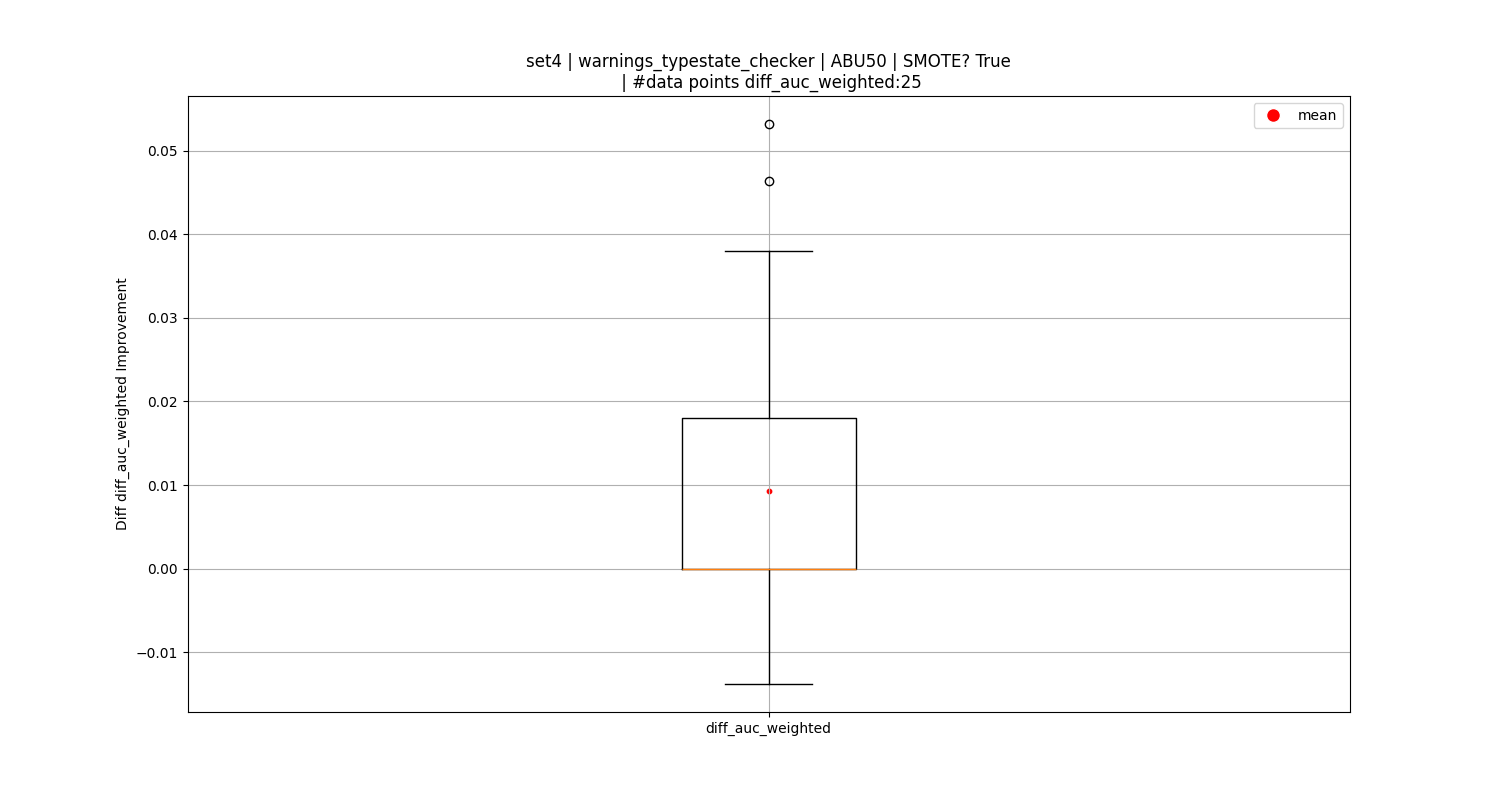 set4 | warnings_typestate_checker | ABU50 | SMOTE? True
| #data points diff_auc_weighted:25
mean
0.05
0.04
0.03
0.02
0.01
0.00
−0.01
Diff diff_auc_weighted Improvement
diff_auc_weighted